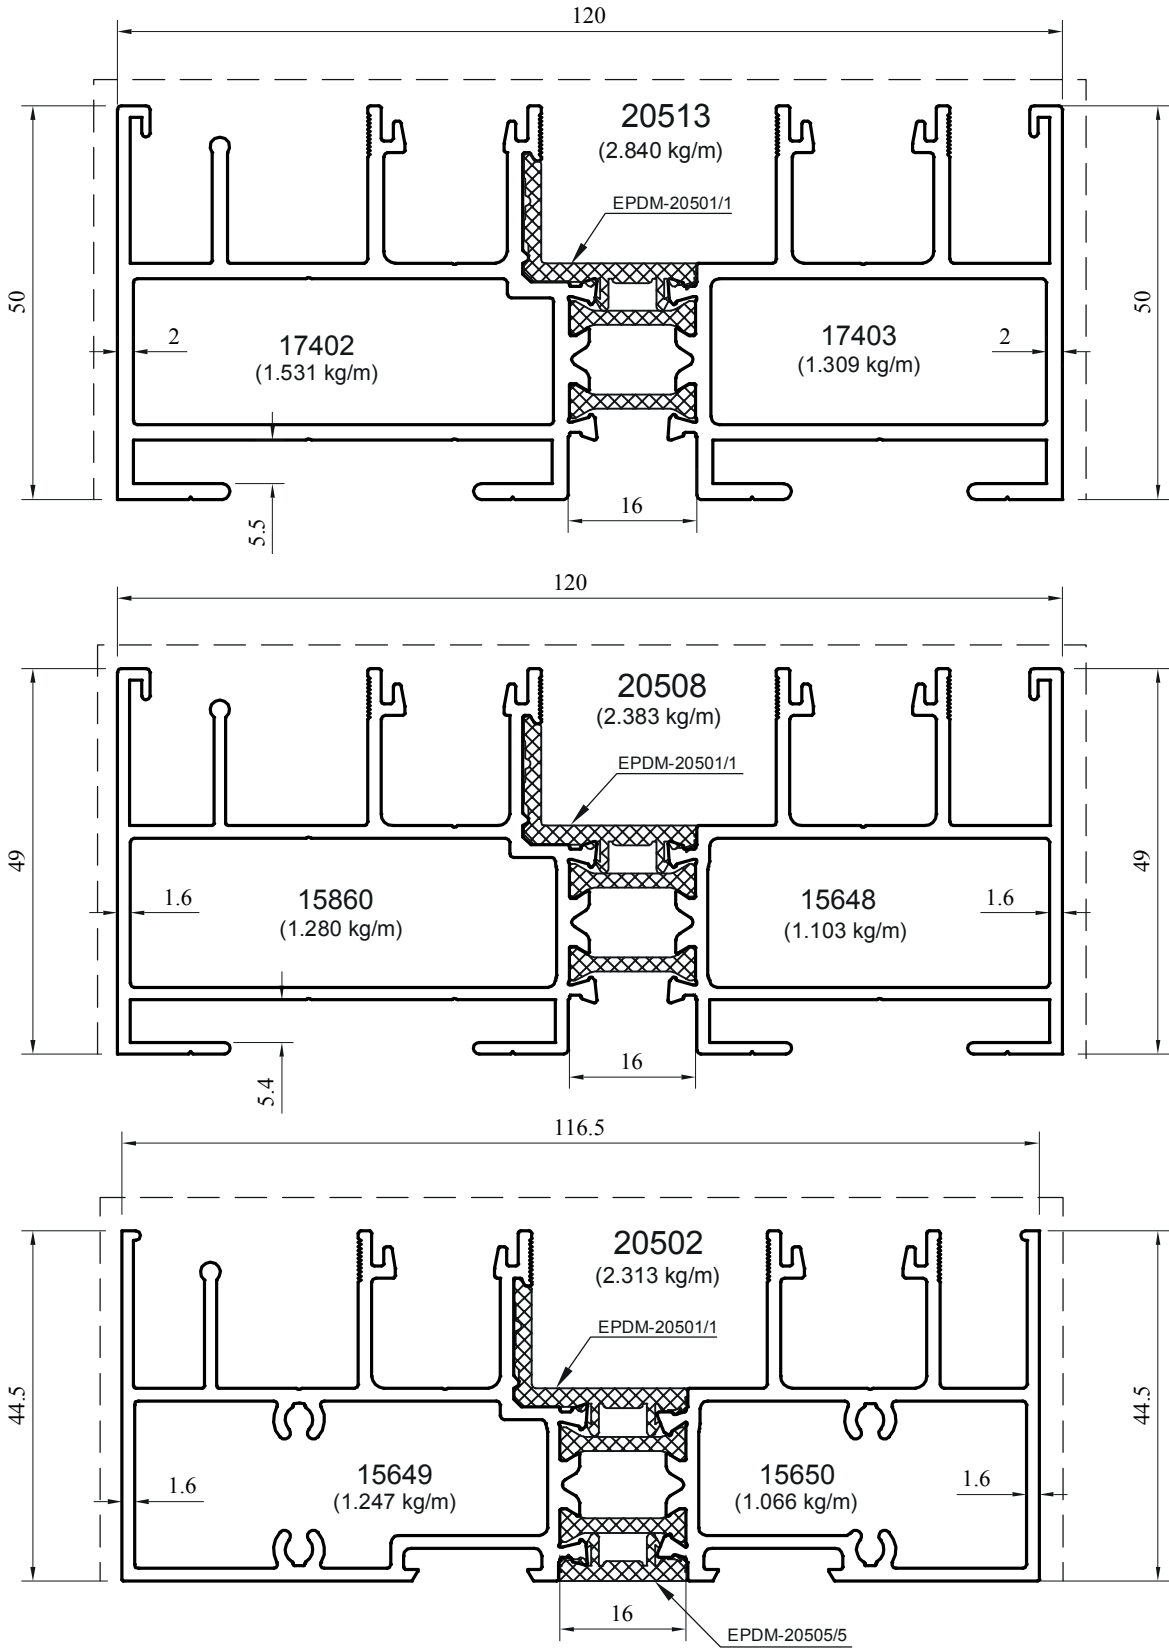 120
20513
(2.840 kg/m)
EPDM-20501/1
50
50
17402
(1.531 kg/m)
17403
(1.309 kg/m)
2
2
16
5.5
120
20508
(2.383 kg/m)
EPDM-20501/1
49
49
15860
(1.280 kg/m)
15648
(1.103 kg/m)
1.6
1.6
16
5.4
116.5
20502
(2.313 kg/m)
EPDM-20501/1
44.5
44.5
15649
(1.247 kg/m)
15650
(1.066 kg/m)
1.6
1.6
16
EPDM-20505/5